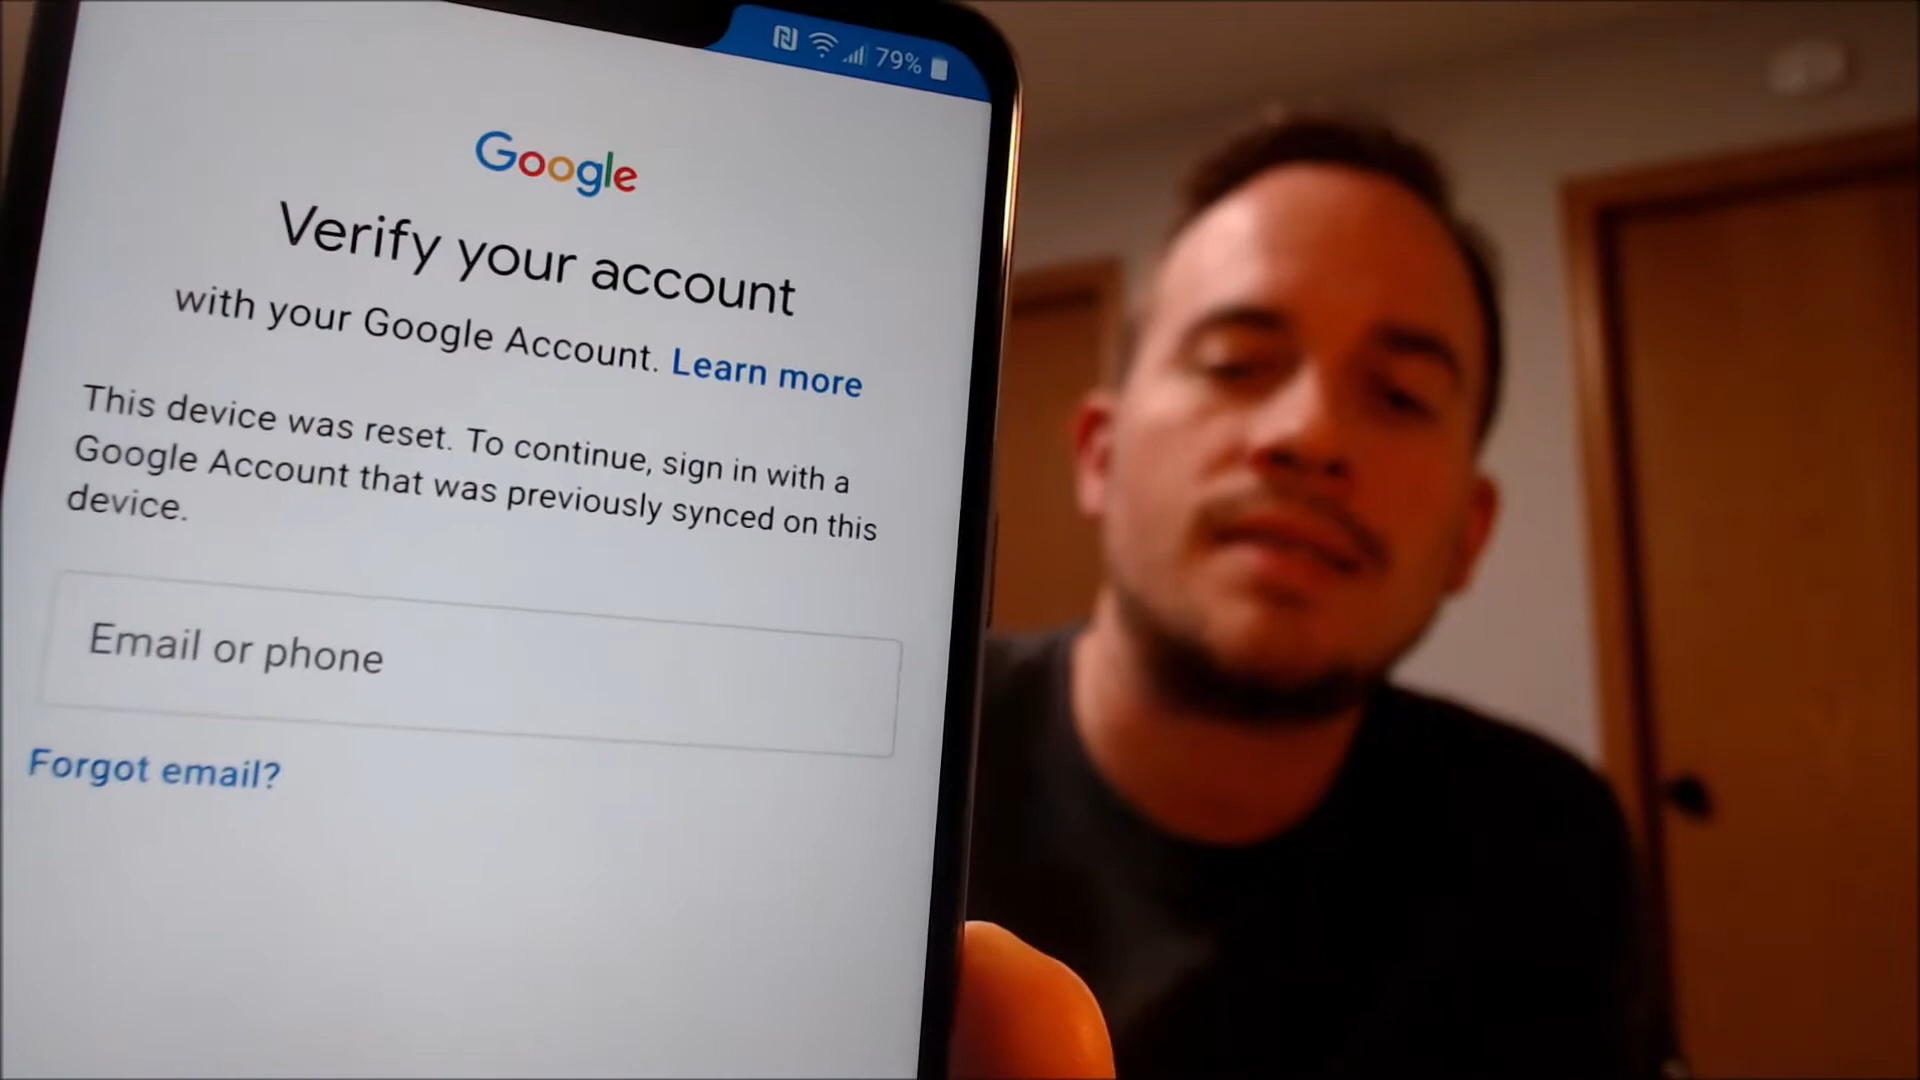 79%
Google
Verify your account
with your Google Account. Learn more
This device was reset. To continue, sign in with a
Google Account that was previously synced on this
device.
Email or phone
Forgot email?